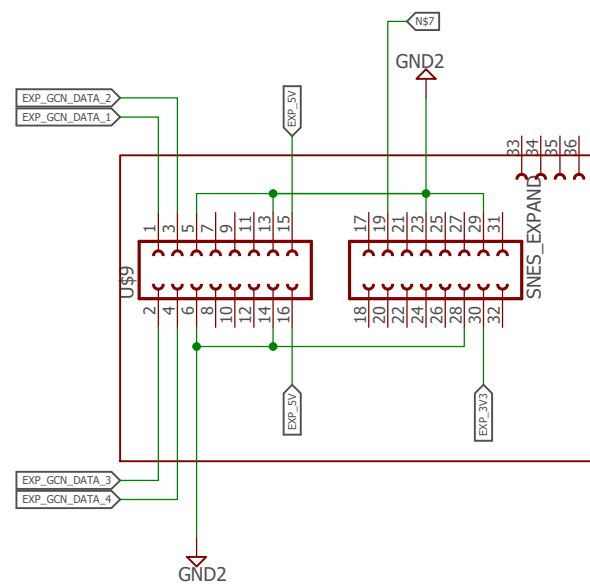 N$7
GND2
EXP_GCN_DATA_2
EXP_GCN_DATA_1
EXP_5V
33 34 35 36
1 3 5 7 9 11 13 15
17 19 21 23 25 27 29 31
U$9
SNES_EXPAND
2 4 6 8 10 12 14 16
18 20 22 24 26 28 30 32
EXP_5V
EXP_3V3
EXP_GCN_DATA_3
EXP_GCN_DATA_4
GND2